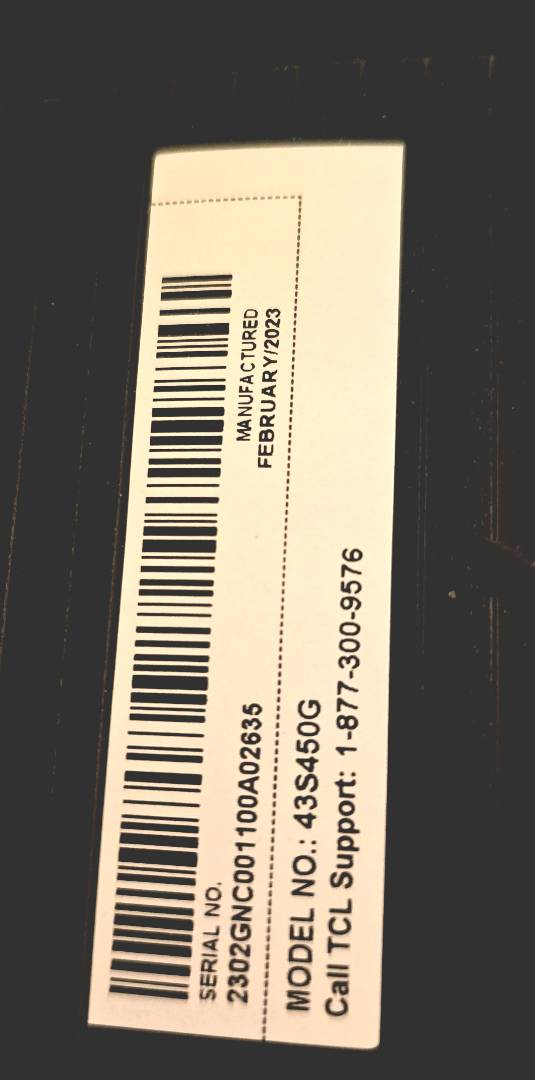 MANUFACTURED
FEBRUARY/2023
SERIAL NO.
2302GNC001100A02635
MODEL NO.: 43S450G
Call TCL Support: 1-877-300-9576